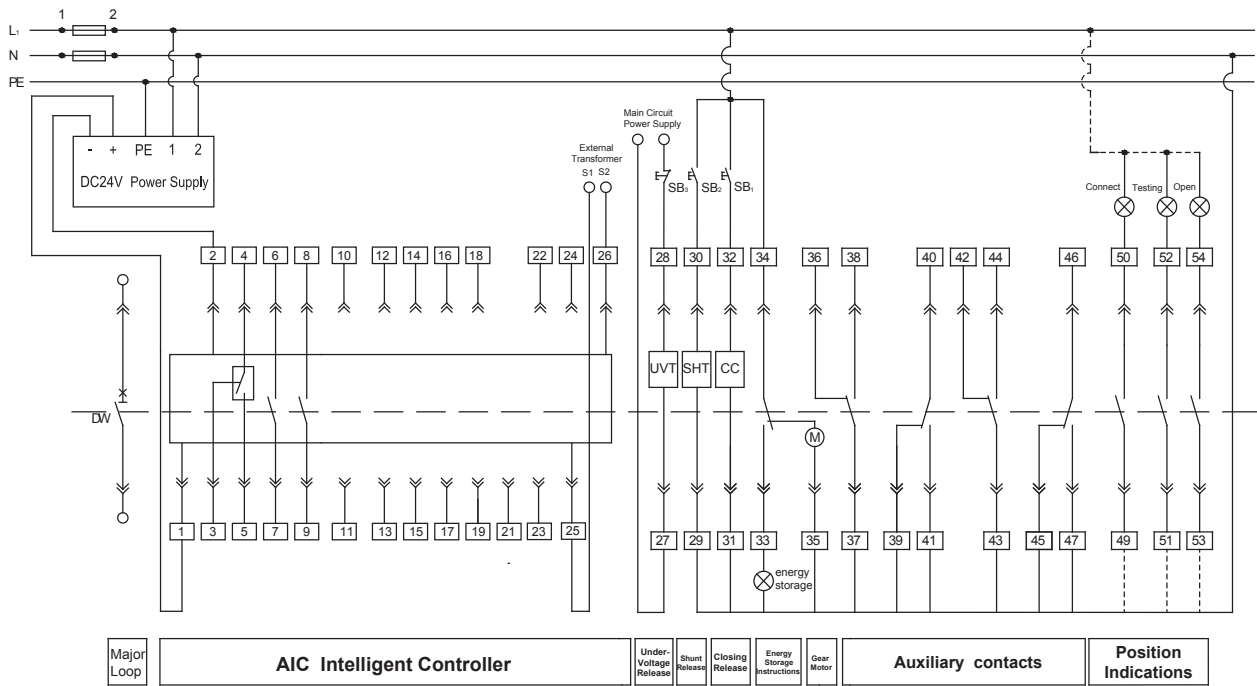 1 2
L₁
N
PE
- + PE 1 2
DC24V Power Supply
Main Circuit
Power Supply
External
Transformer
S1 S2
SB₃ SB₂ SB₁
Connect Testing Open
2 4 6 8 10 12 14 16 18 22 24 26 28 30 32 34 36 38 40 42 44 46 50 52 54
UVT SHT CC
DW
M
1 3 5 7 9 11 13 15 17 19 21 23 25 27 29 31 33 35 37 39 41 43 45 47 49 51 53
energy
storage
Major
Loop
AIC Intelligent Controller
Under-
Voltage
Release
Shunt
Release
Closing
Release
Energy
Storage
Instructions
Gear
Motor
Auxiliary contacts
Position
Indications